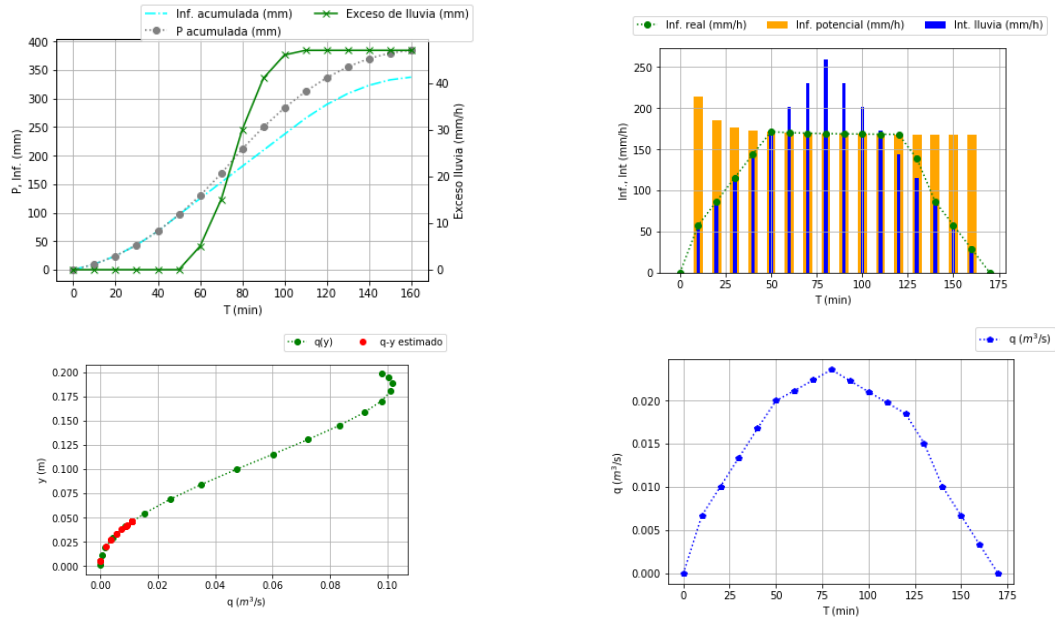 Inf. acumulada (mm) Exceso de lluvia (mm)
P acumulada (mm)
400
350
300
250
200
150
100
50
0
P, Inf. (mm)
40
30
20
10
0
Exceso lluvia (mm/h)
0 20 40 60 80 100 120 140 160
T (min)
Inf. real (mm/h) Inf. potencial (mm/h) Int. lluvia (mm/h)
250
200
150
100
50
0
Inf., Int (mm/h)
0 25 50 75 100 125 150 175
T (min)
q(y) q-y estimado
0.200
0.175
0.150
0.125
0.100
0.075
0.050
0.025
0.000
y (m)
0.00 0.02 0.04 0.06 0.08 0.10
q (m³/s)
q (m³/s)
0.020
0.015
0.010
0.005
0.000
q (m³/s)
0 25 50 75 100 125 150 175
T (min)